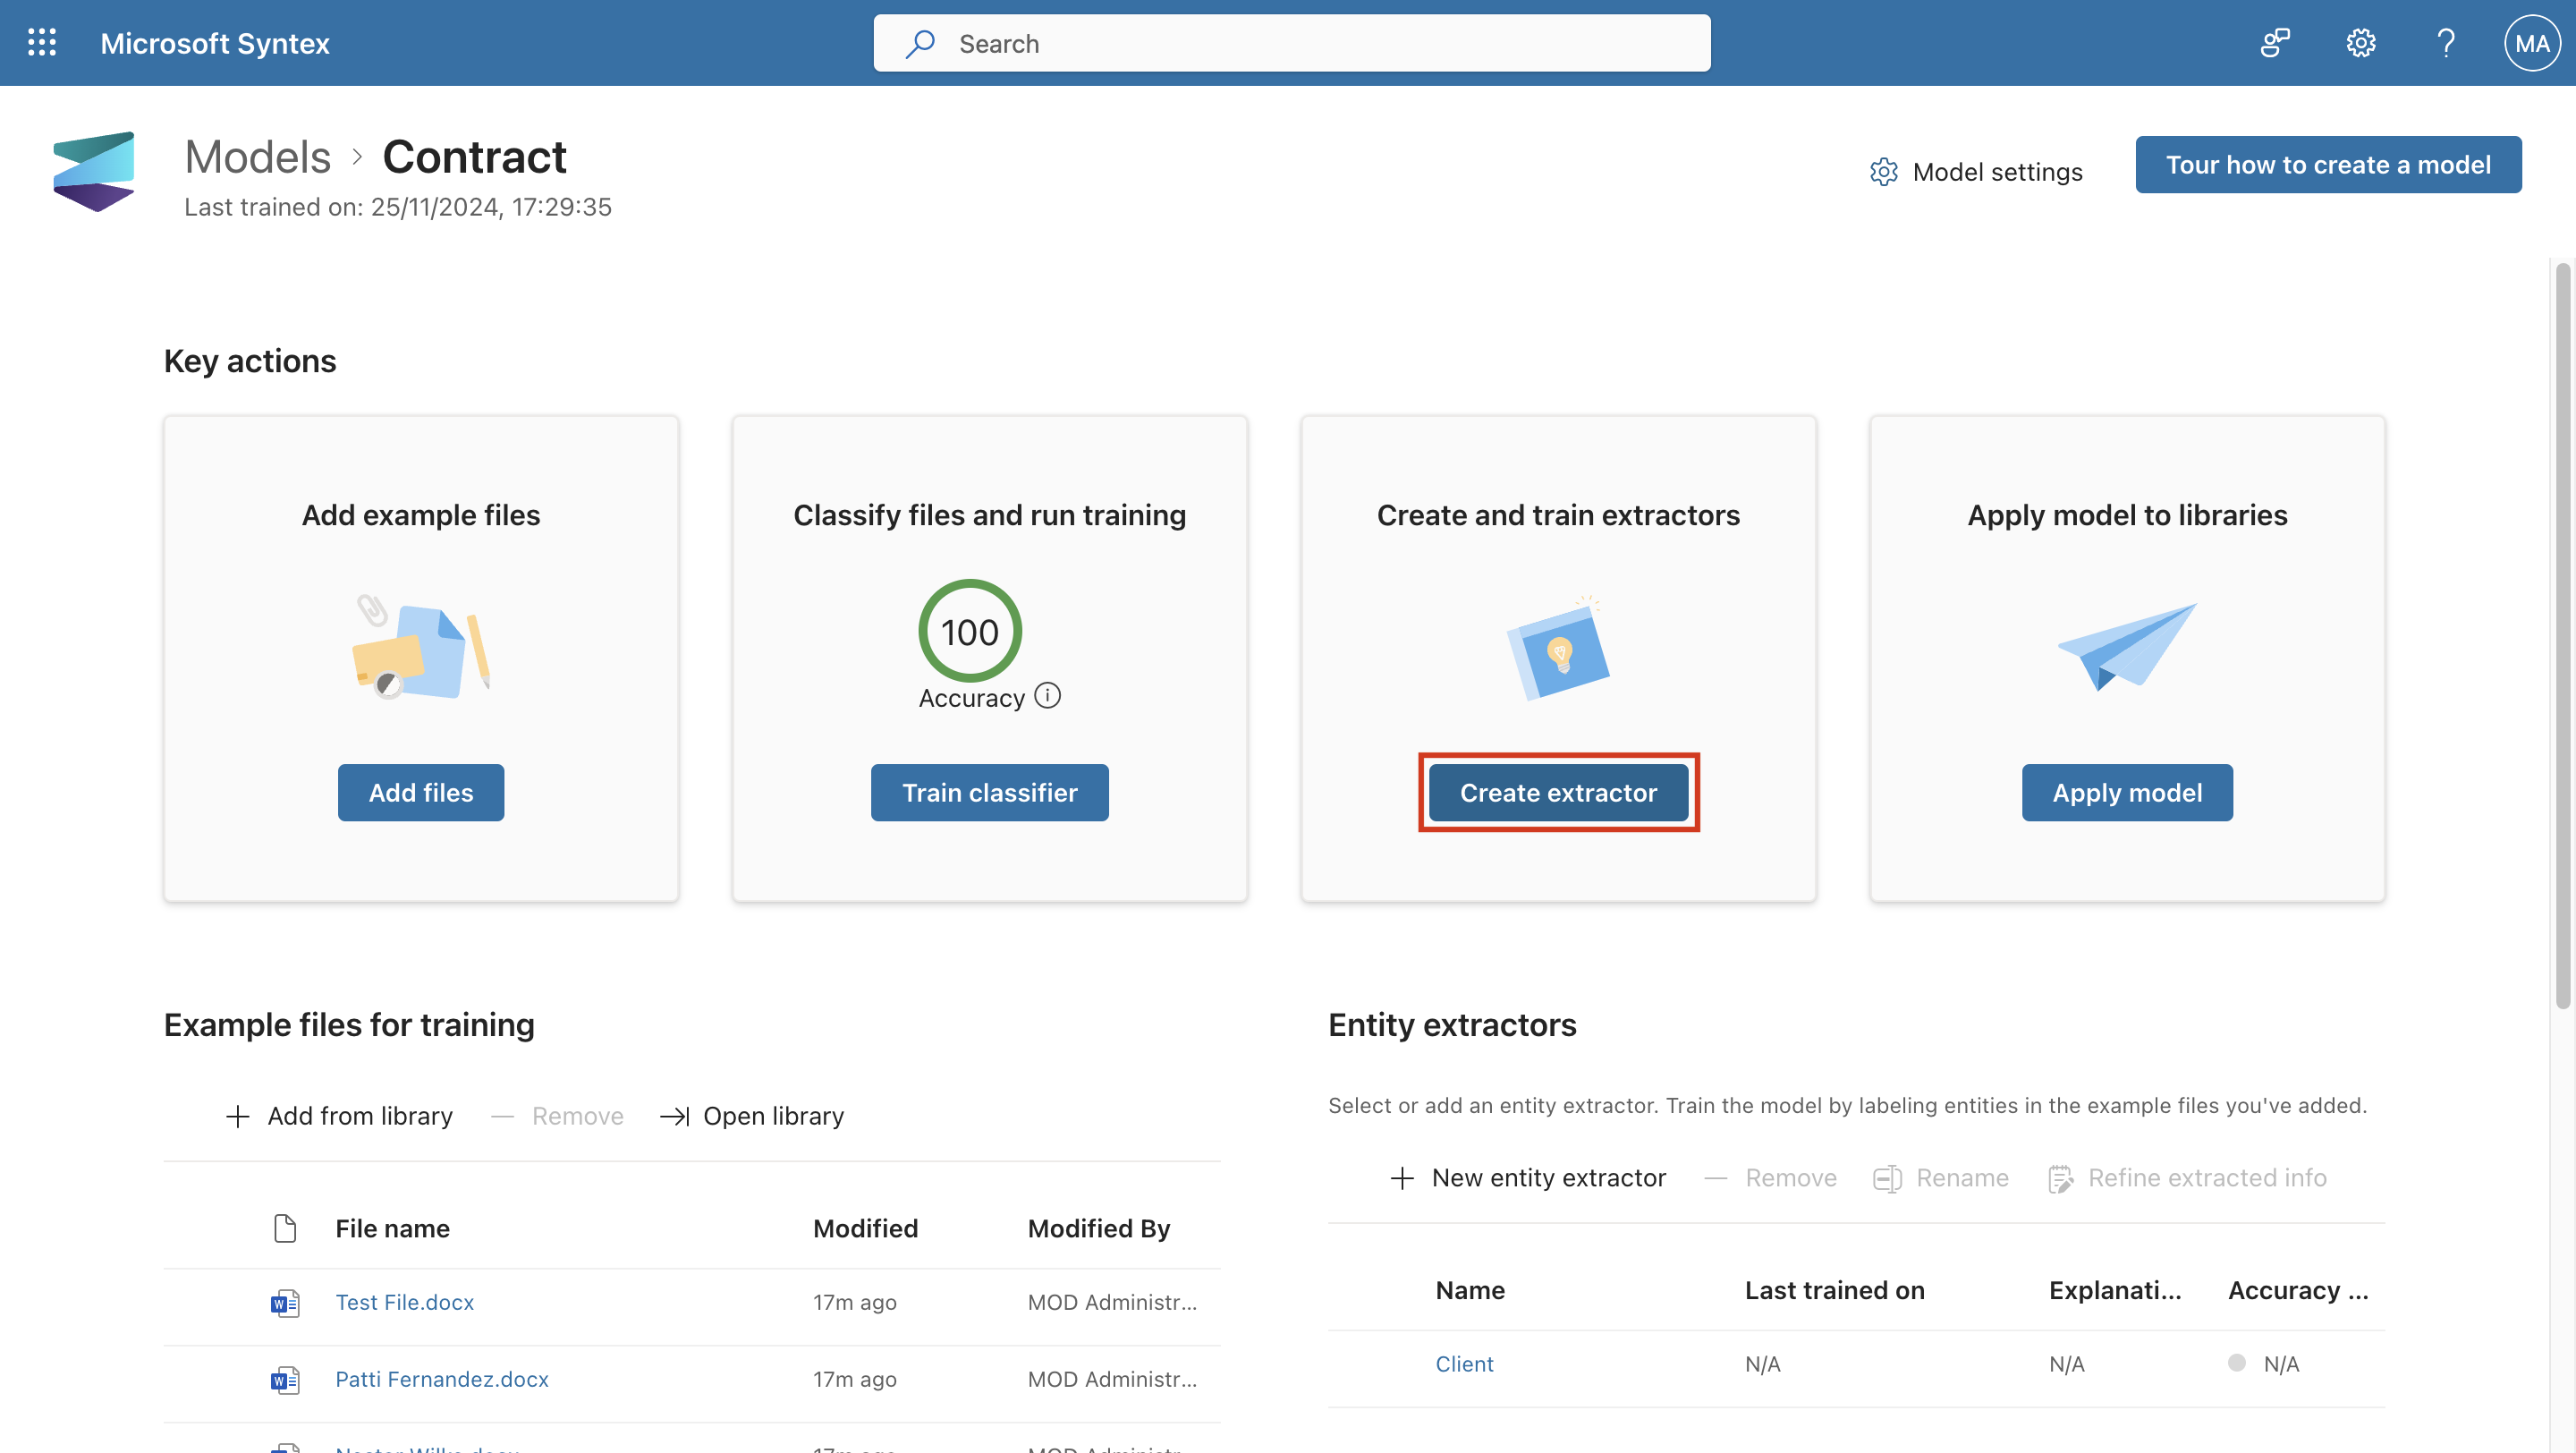 Microsoft Syntex
Search
MA
Models > Contract
Last trained on: 25/11/2024, 17:29:35
Model settings
Tour how to create a model
Key actions
Add example files
Add files
Classify files and run training
100
Accuracy
Train classifier
Create and train extractors
Create extractor
Apply model to libraries
Apply model
Example files for training
Add from library
Remove
Open library
File name Modified Modified By
Test File.docx 17m ago MOD Administr...
Patti Fernandez.docx 17m ago MOD Administr...
Entity extractors
Select or add an entity extractor. Train the model by labeling entities in the example files you've added.
New entity extractor
Remove
Rename
Refine extracted info
Name Last trained on Explanati... Accuracy ...
Client N/A N/A N/A